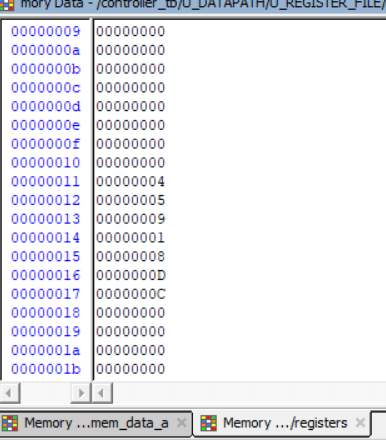 mory Data - /controller_tb/U_DATAPATH/U_REGISTER_FILE/
00000009 00000000
0000000a 00000000
0000000b 00000000
0000000c 00000000
0000000d 00000000
0000000e 00000000
0000000f 00000000
00000010 00000000
00000011 00000004
00000012 00000005
00000013 00000009
00000014 00000001
00000015 00000008
00000016 0000000D
00000017 0000000C
00000018 00000000
00000019 00000000
0000001a 00000000
0000001b 00000000
Memory ...mem_data_a Memory .../registers